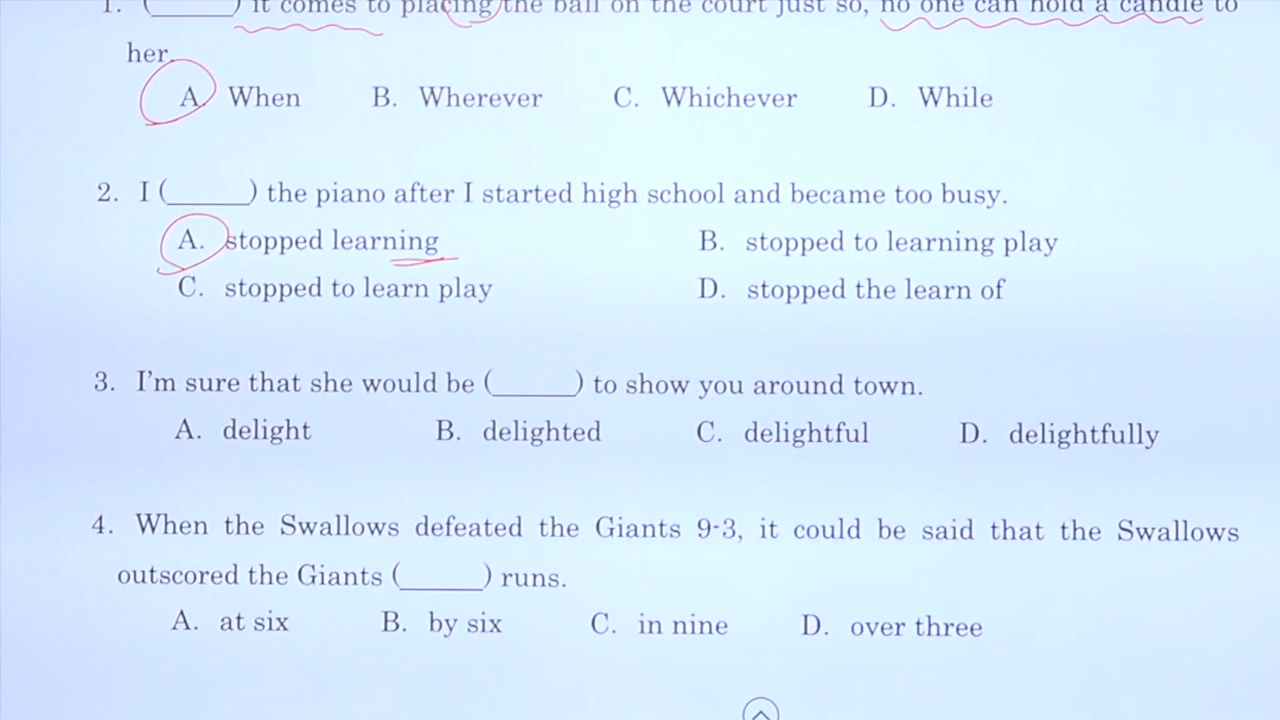 1. (_____) it comes to placing the ball on the court just so, no one can hold a candle to
her.
A. When B. Wherever C. Whichever D. While
2. I (_____) the piano after I started high school and became too busy.
A. stopped learning B. stopped to learning play
C. stopped to learn play D. stopped the learn of
3. I'm sure that she would be (_____) to show you around town.
A. delight B. delighted C. delightful D. delightfully
4. When the Swallows defeated the Giants 9-3, it could be said that the Swallows
outscored the Giants (_____) runs.
A. at six B. by six C. in nine D. over three